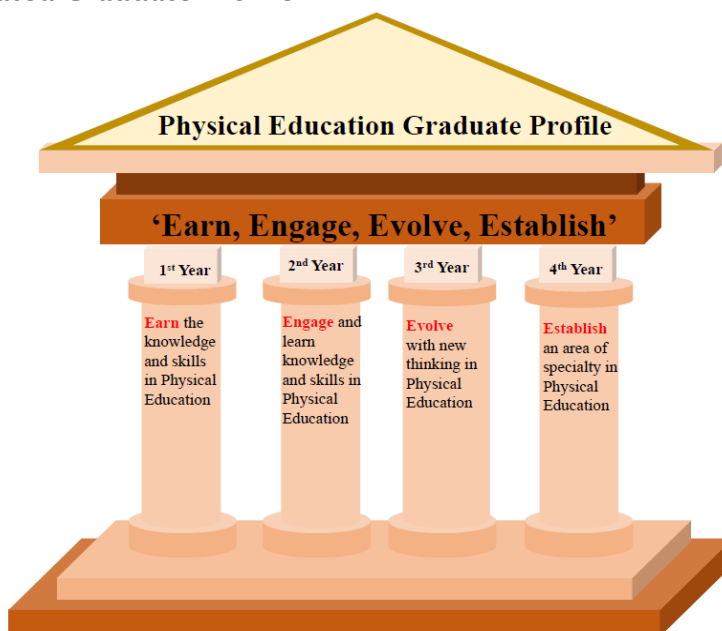 Physical Education Graduate Profile
‘Earn, Engage, Evolve, Establish’
1st Year
2nd Year
3rd Year
4th Year
Earn the
knowledge
and skills
in Physical
Education
Engage and
learn
knowledge
and skills in
Physical
Education
Evolve
with new
thinking in
Physical
Education
Establish
an area of
specialty in
Physical
Education